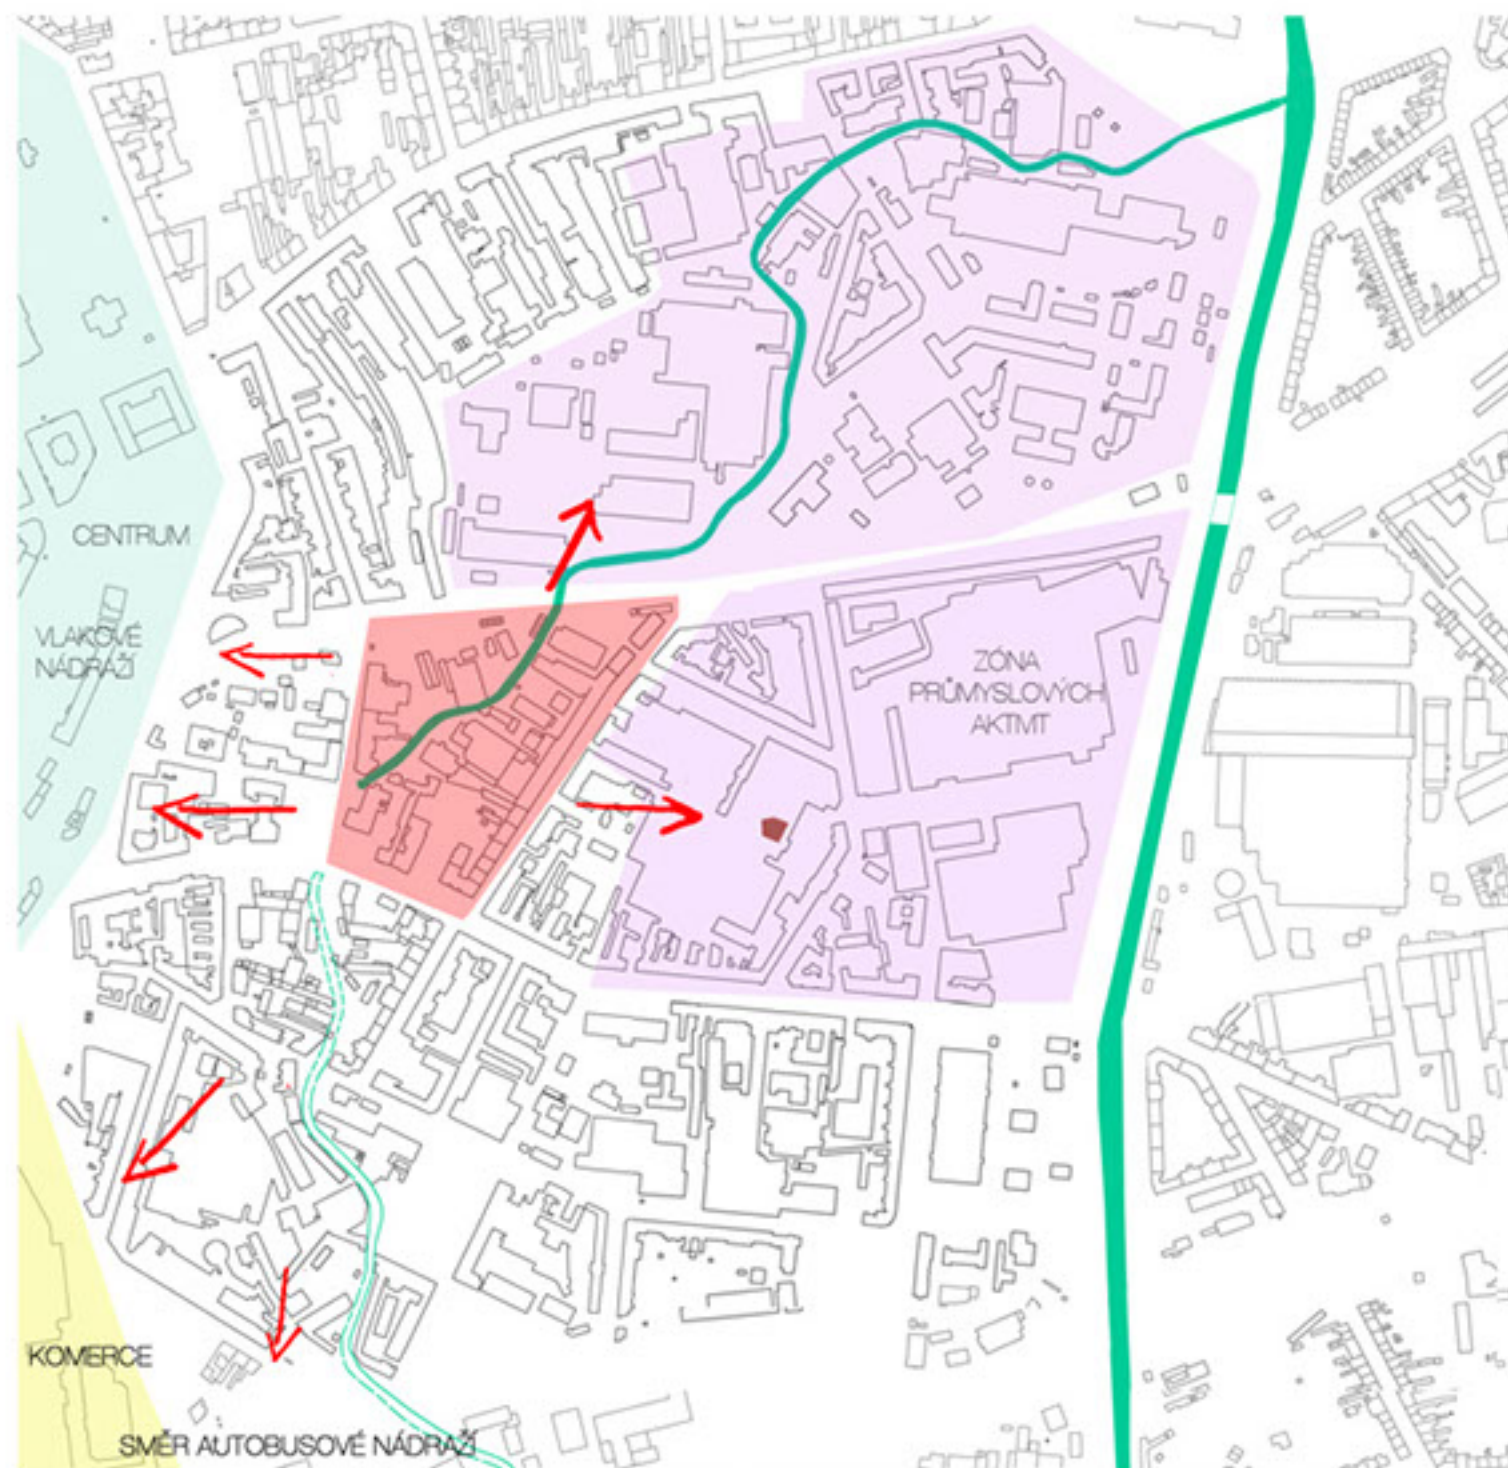 CENTRUM
VLAKOVÉ
NÁDRAŽÍ
ZÓNA
PRŮMYSLOVÝCH
AKTIVIT
KOMERCE
SMĚR AUTOBUSOVÉ NÁDRAŽÍ